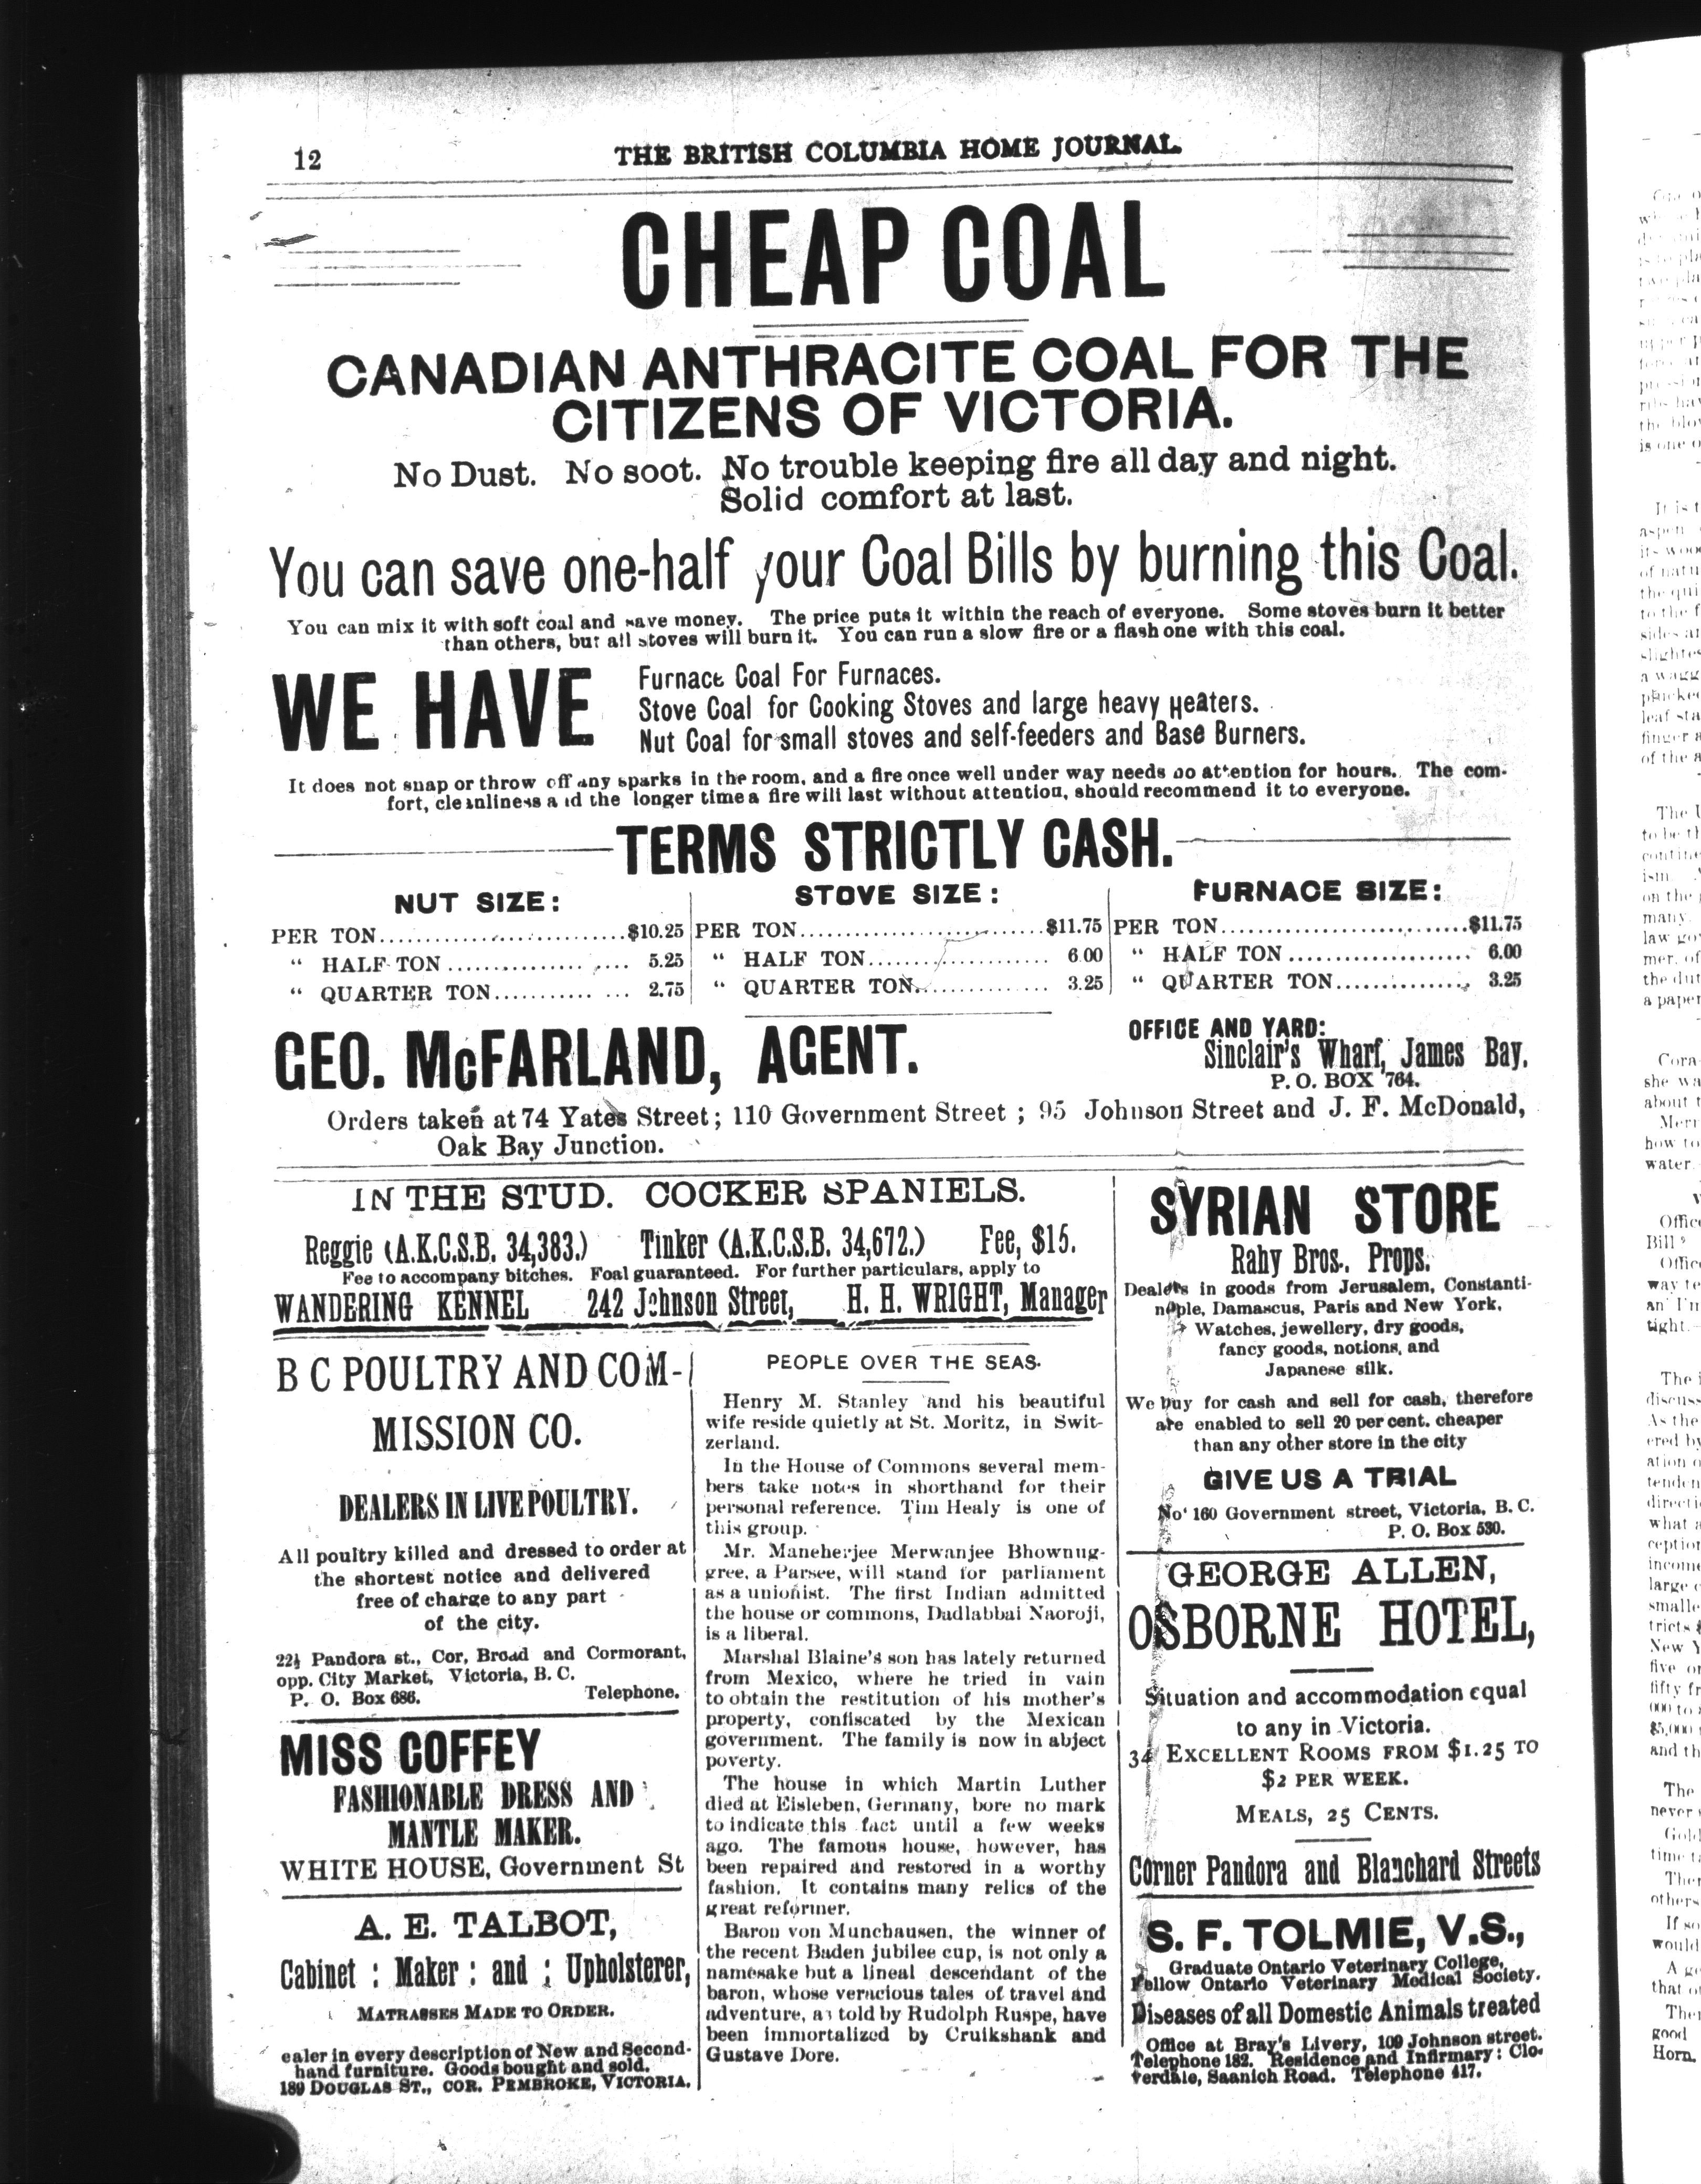 12
THE BRITISH COLUMBIA HOME JOURNAL.
CHEAP COAL
CANADIAN ANTHRACITE COAL FOR THE
CITIZENS OF VICTORIA.
No Dust. No soot. No trouble keeping fire all day and night.
Solid comfort at last.
You can save one-half your Coal Bills by burning this Coal.
You can mix it with soft coal and save money. The price puts it within the reach of everyone. Some stoves burn it better
than others, but all stoves will burn it. You can run a slow fire or a flash one with this coal.
WE HAVE
Furnace Coal For Furnaces.
Stove Coal for Cooking Stoves and large heavy Heaters.
Nut Coal for small stoves and self-feeders and Base Burners.
It does not snap or throw off any sparks in the room, and a fire once well under way needs no attention for hours. The com-
fort, cleanliness and the longer time a fire will last without attention, should recommend it to everyone.
TERMS STRICTLY CASH.
NUT SIZE:
PER TON..........................$10.25
“ HALF TON .................... 5.25
“ QUARTER TON............... 2.75
STOVE SIZE:
PER TON..........................$11.75
“ HALF TON...................... 6.00
“ QUARTER TON............... 3.25
FURNACE SIZE:
PER TON..........................$11.75
“ HALF TON .................... 6.00
“ QUARTER TON............... 3.25
GEO. McFARLAND, AGENT.
OFFICE AND YARD:
Sinclair's Wharf, James Bay.
P. O. BOX 764.
Orders taken at 74 Yates Street; 110 Government Street ; 95 Johnson Street and J. F. McDonald,
Oak Bay Junction.
IN THE STUD. COCKER SPANIELS.
Reggie (A.K.C.S.B. 34,383.) Tinker (A.K.C.S.B. 34,672.) Fee, $15.
Fee to accompany bitches. Foal guaranteed. For further particulars, apply to
WANDERING KENNEL 242 Johnson Street, H. H. WRIGHT, Manager
B C POULTRY AND COM-
MISSION CO.
DEALERS IN LIVE POULTRY.
All poultry killed and dressed to order at
the shortest notice and delivered
free of charge to any part
of the city.
22½ Pandora st., Cor, Broad and Cormorant,
opp. City Market, Victoria, B. C.
P. O. Box 686. Telephone.
MISS COFFEY
FASHIONABLE DRESS AND
MANTLE MAKER.
WHITE HOUSE, Government St
A. E. TALBOT,
Cabinet : Maker : and : Upholsterer,
MATRASSES MADE TO ORDER.
ealer in every description of New and Second-
hand furniture. Goods bought and sold.
189 DOUGLAS ST., COR. PEMBROKE, VICTORIA.
PEOPLE OVER THE SEAS.
Henry M. Stanley and his beautiful
wife reside quietly at St. Moritz, in Swit-
zerland.
In the House of Commons several mem-
bers take notes in shorthand for their
personal reference. Tim Healy is one of
this group.
Mr. Maneherjee Merwanjee Bhownug-
gree, a Parsee, will stand for parliament
as a unionist. The first Indian admitted
the house or commons, Dadlabbai Naoroji,
is a liberal.
Marshal Blaine's son has lately returned
from Mexico, where he tried in vain
to obtain the restitution of his mother's
property, confiscated by the Mexican
government. The family is now in abject
poverty.
The house in which Martin Luther
died at Eisleben, Germany, bore no mark
to indicate this fact until a few weeks
ago. The famous house, however, has
been repaired and restored in a worthy
fashion. It contains many relics of the
great reformer.
Baron von Munchausen, the winner of
the recent Baden jubilee cup, is not only a
namesake but a lineal descendant of the
baron, whose veracious tales of travel and
adventure, as told by Rudolph Ruspe, have
been immortalized by Cruikshank and
Gustave Dore.
SYRIAN STORE
Rahy Bros., Props.
Dealers in goods from Jerusalem, Constanti-
nople, Damascus, Paris and New York.
Watches, jewellery, dry goods,
fancy goods, notions, and
Japanese silk.
We buy for cash and sell for cash, therefore
are enabled to sell 20 per cent. cheaper
than any other store in the city
GIVE US A TRIAL
No' 160 Government street, Victoria, B. C.
P. O. Box 530.
GEORGE ALLEN,
OSBORNE HOTEL,
Situation and accommodation equal
to any in Victoria.
34 EXCELLENT ROOMS FROM $1.25 TO
$2 PER WEEK.
MEALS, 25 CENTS.
Corner Pandora and Blanchard Streets
S. F. TOLMIE, V.S.,
Graduate Ontario Veterinary College,
Fellow Ontario Veterinary Medical Society.
Diseases of all Domestic Animals treated
Office at Bray's Livery, 109 Johnson street.
Telephone 182. Residence and Infirmary: Clo-
verdale, Saanich Road. Telephone 417.